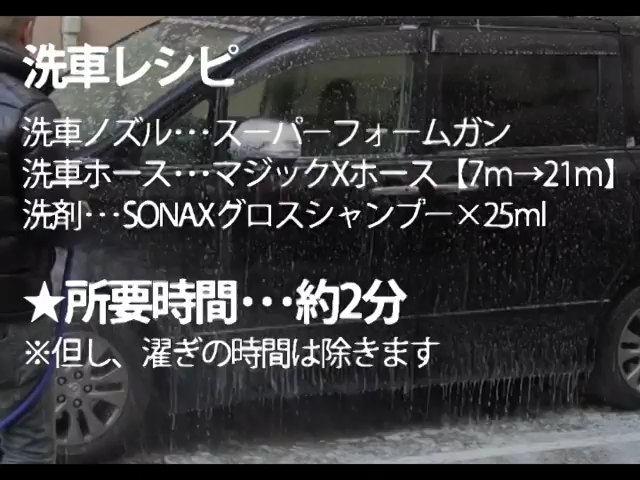 洗車レシピ
洗車ノズル･･･スーパーフォームガン
洗車ホース･･･マジックXホース【7m→21m】
洗剤･･･SONAXグロスシャンプー×25ml
★所要時間･･･約2分
※但し、濯ぎの時間は除きます